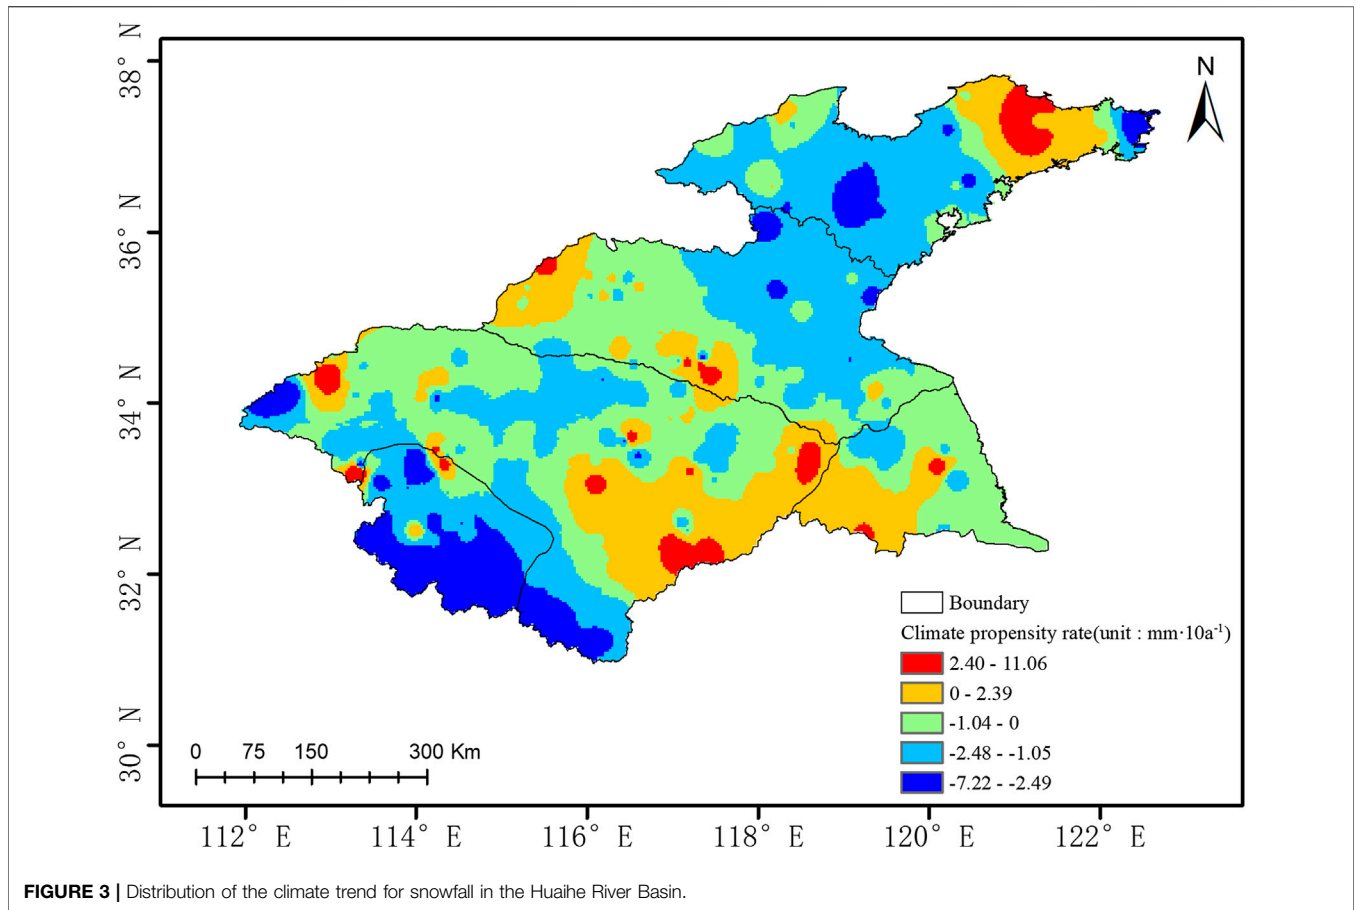 38° N
36° N
34° N
32° N
30° N
N
Boundary
Climate propensity rate(unit : mm·10a⁻¹)
2.40 - 11.06
0 - 2.39
-1.04 - 0
-2.48 - -1.05
-7.22 - -2.49
0 75 150 300 Km
112° E 114° E 116° E 118° E 120° E 122° E
FIGURE 3 | Distribution of the climate trend for snowfall in the Huaihe River Basin.